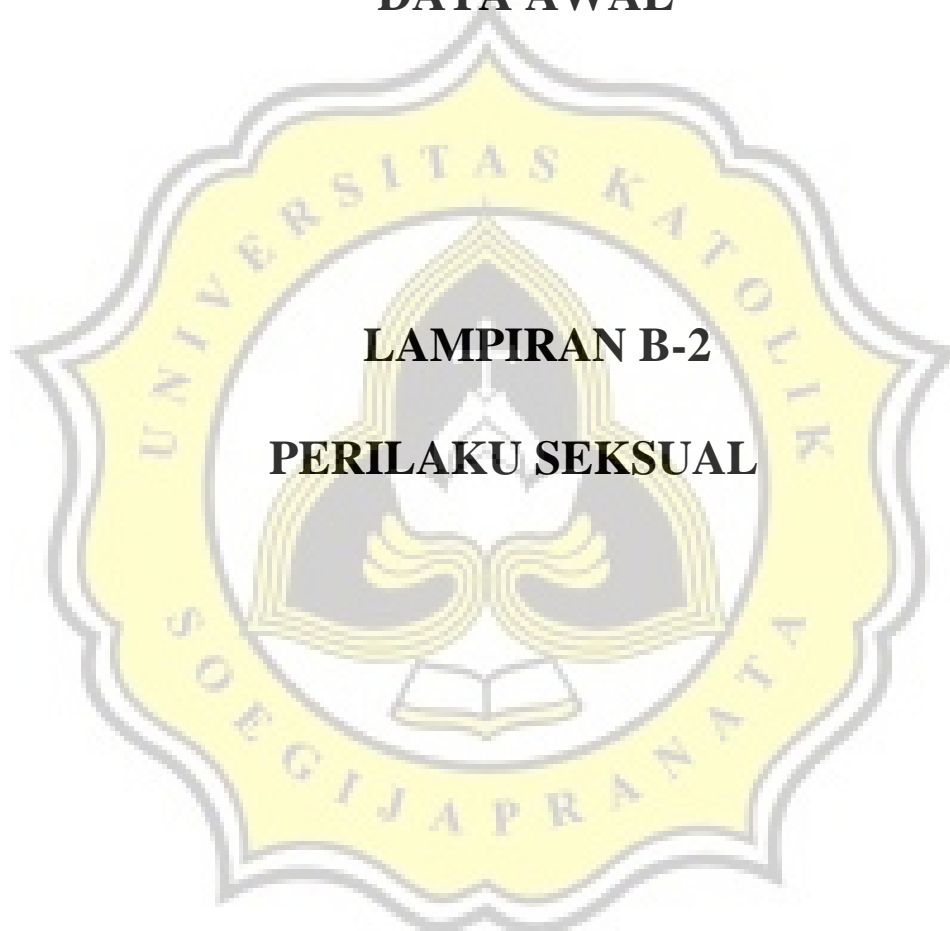 DATA AWAL
UNIVERSITAS KATOLIK
LAMPIRAN B-2
PERILAKU SEKSUAL
SOEGIJAPRANATA